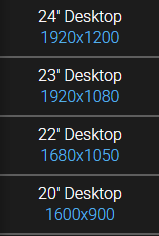 24" Desktop
1920x1200
23" Desktop
1920x1080
22" Desktop
1680x1050
20" Desktop
1600x900